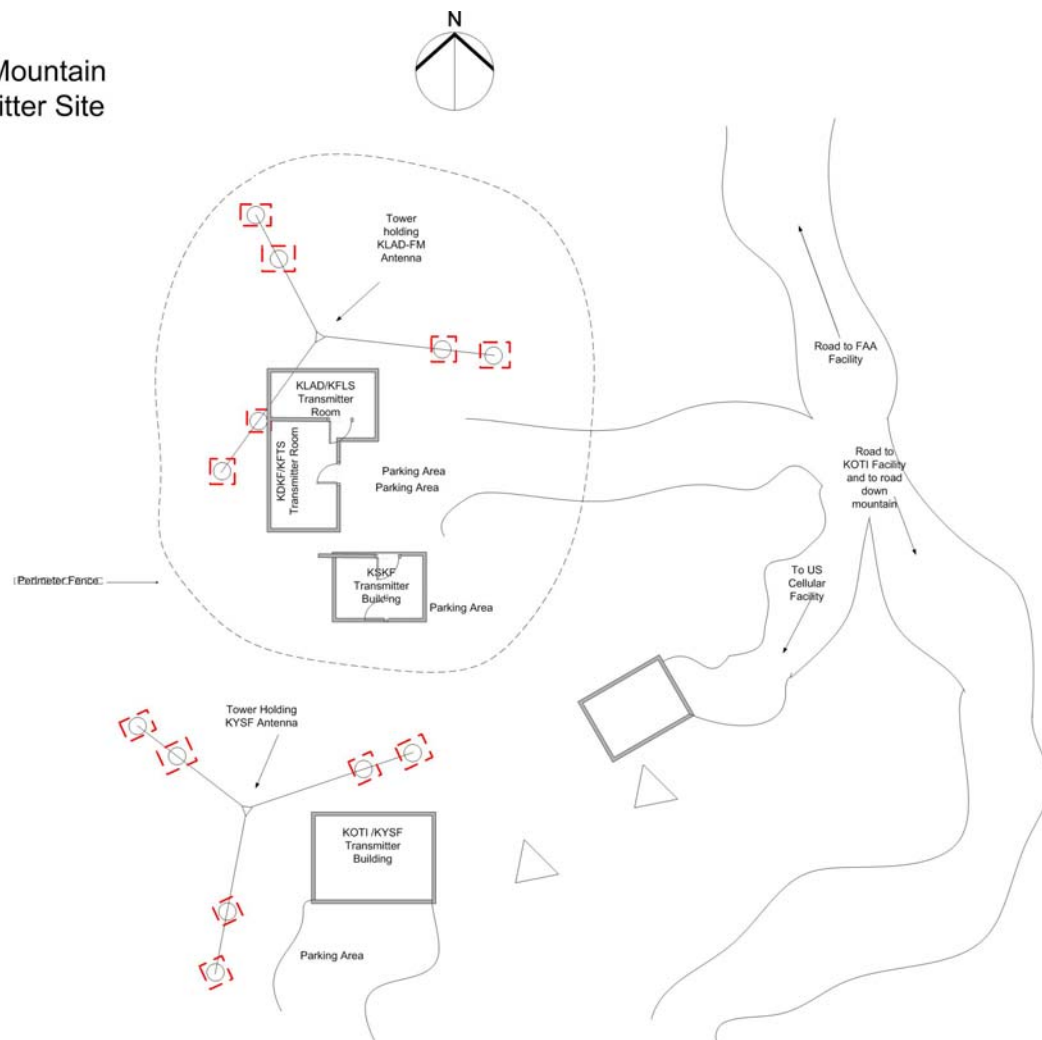 N
Mountain
itter Site
Tower
holding
KLAD-FM
Antenna
Road to FAA
Facility
KLAD/KFLS
Transmitter
Room
KDKF/KFTS
Transmitter Room
Parking Area
Parking Area
Road to
KOTI Facility
and to road
down
mountain
KSKF
Transmitter
Building
Parking Area
To US
Cellular
Facility
Perimeter Fence
Tower Holding
KYSF Antenna
KOTI /KYSF
Transmitter
Building
Parking Area